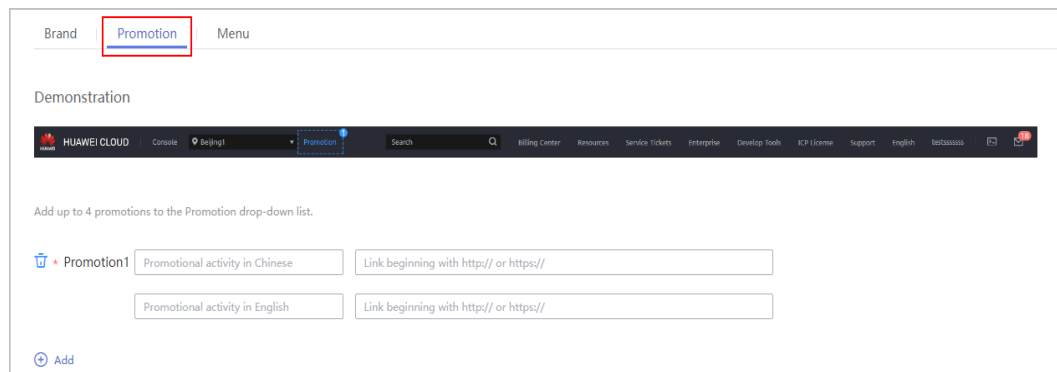 Brand Promotion Menu
Demonstration
HUAWEI HUAWEI CLOUD Console Beijing1 Promotion 1 Search Billing Center Resources Service Tickets Enterprise Develop Tools ICP License Support English testsssssss 18
Add up to 4 promotions to the Promotion drop-down list.
* Promotion1 Promotional activity in Chinese Link beginning with http:// or https://
Promotional activity in English Link beginning with http:// or https://
Add